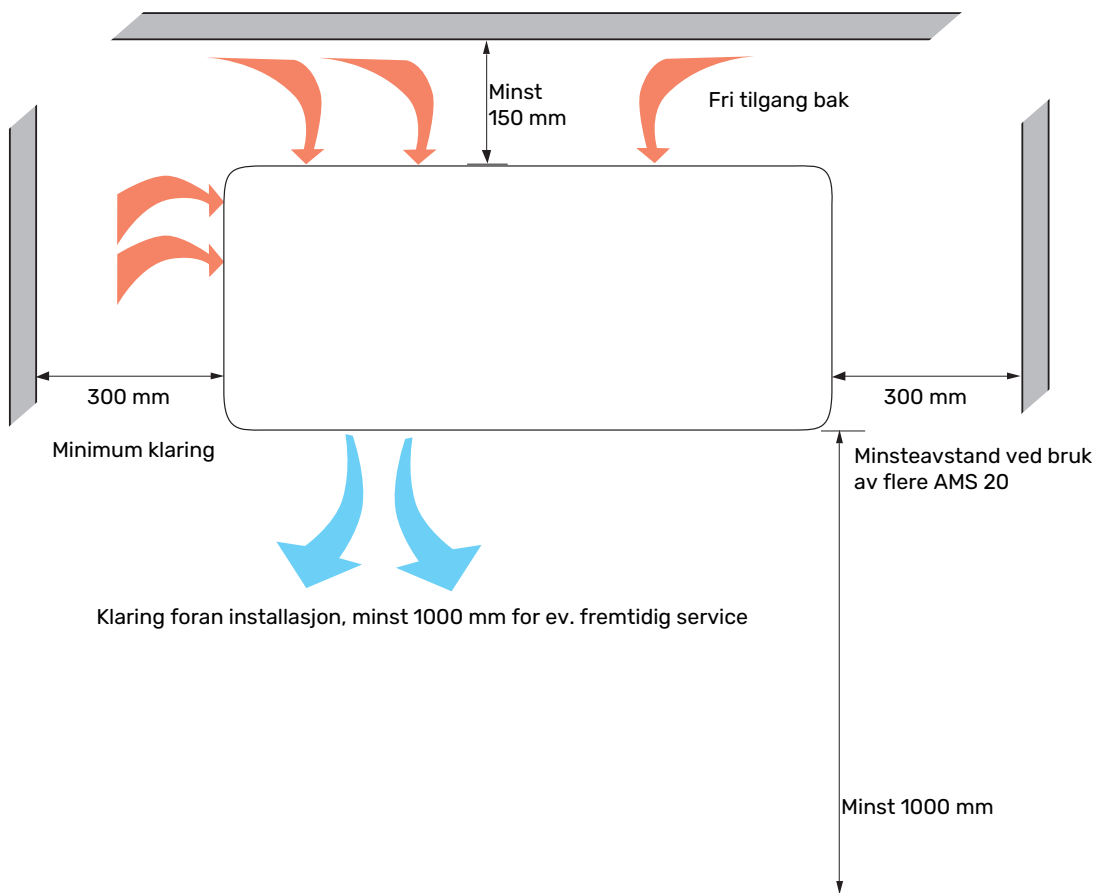 Minst
150 mm
Fri tilgang bak
300 mm
300 mm
Minimum klaring
Minsteavstand ved bruk
av flere AMS 20
Klaring foran installasjon, minst 1000 mm for ev. fremtidig service
Minst 1000 mm